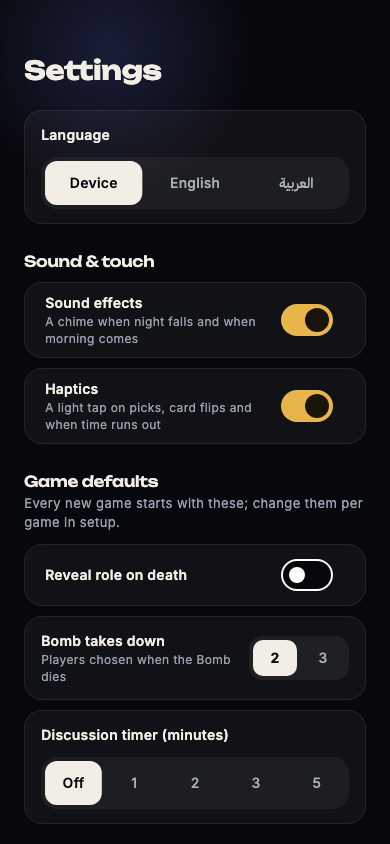 Settings
Language
Device
English
العربية
Sound & touch
Sound effects
A chime when night falls and when
morning comes
Haptics
A light tap on picks, card flips and
when time runs out
Game defaults
Every new game starts with these; change them per
game in setup.
Reveal role on death
Bomb takes down
Players chosen when the Bomb
dies
2
3
Discussion timer (minutes)
Off
1
2
3
5